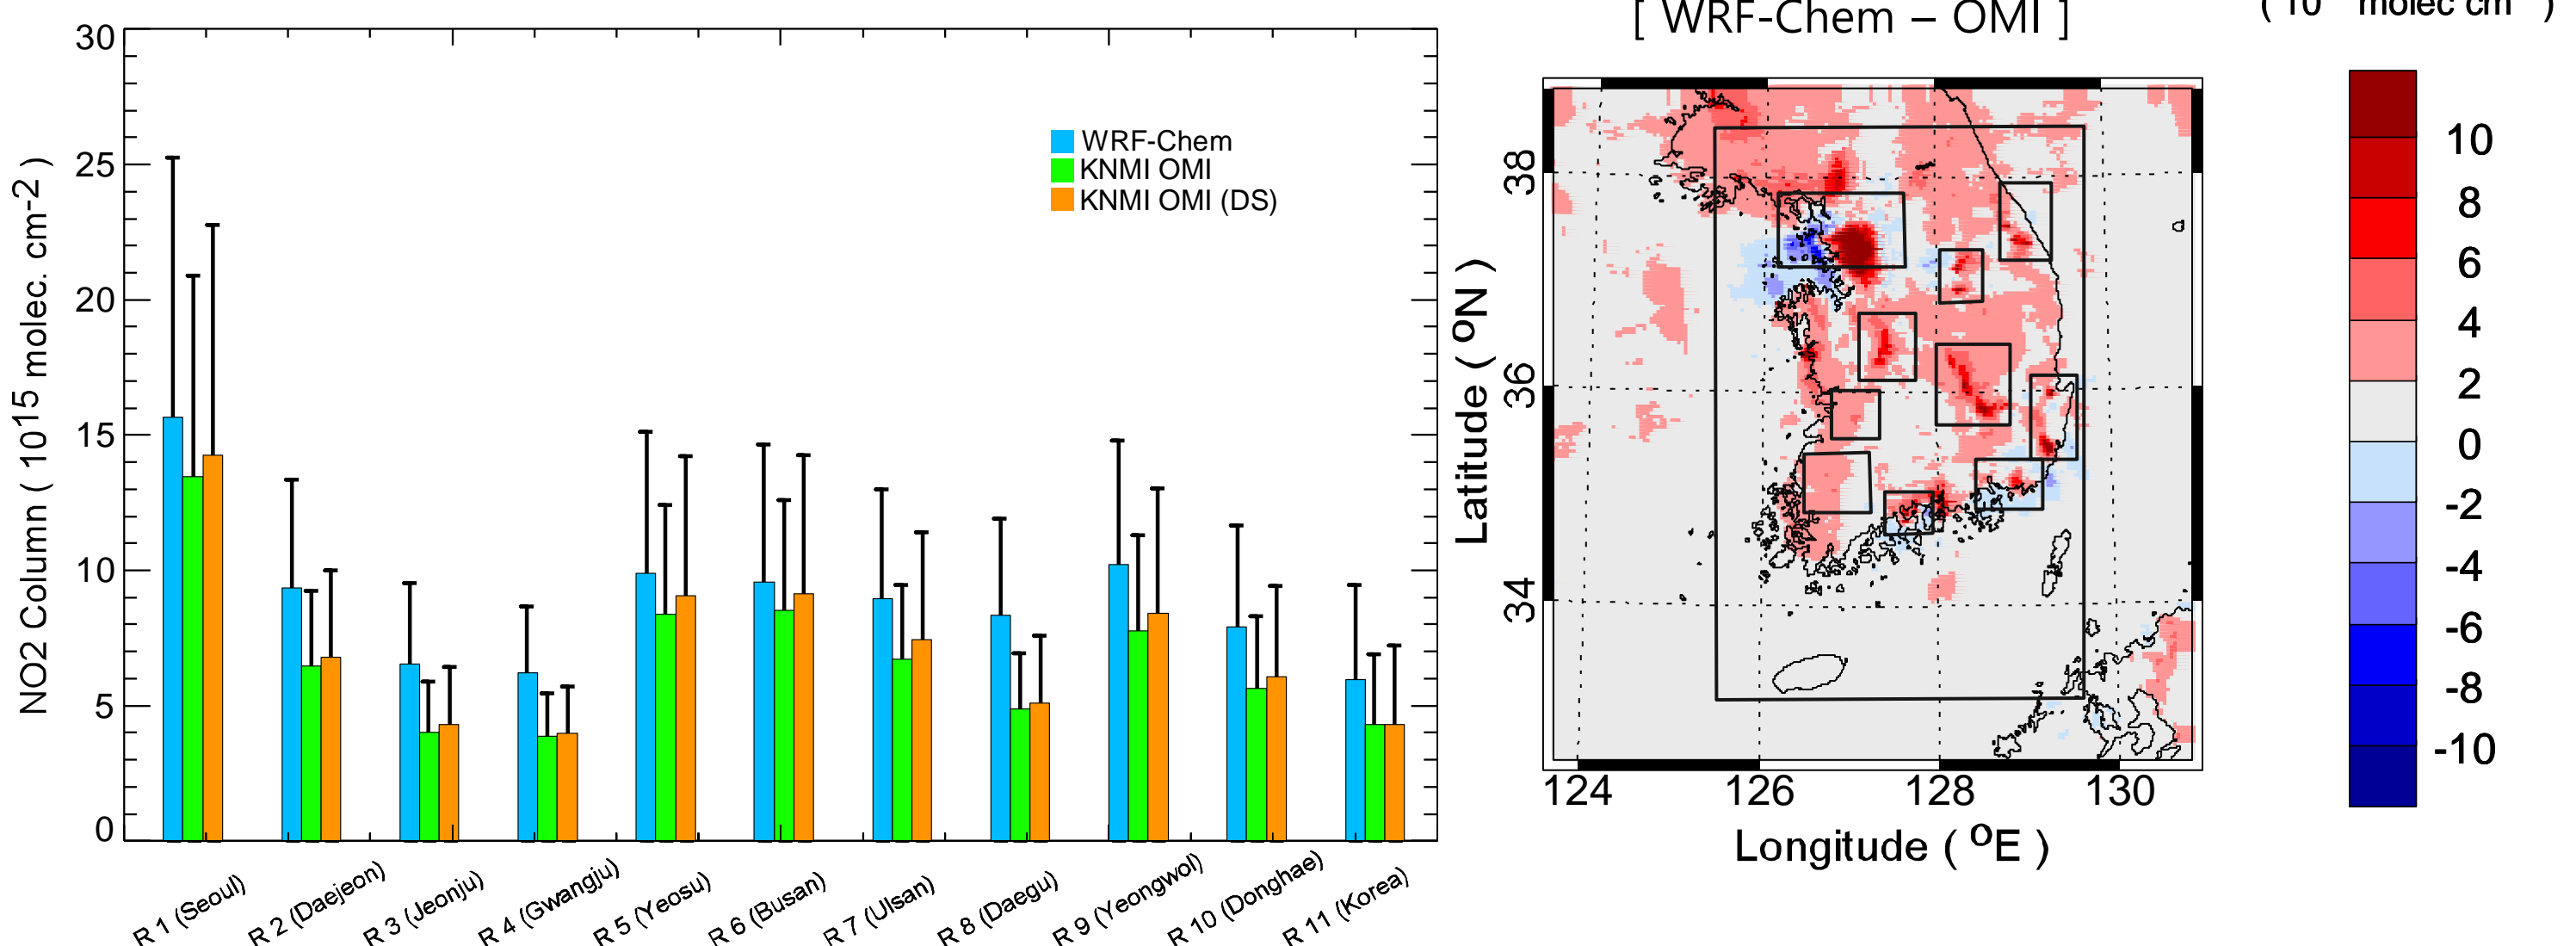 30
25
20
15
10
5
0
NO2 Column ( 10^15 molec. cm^-2 )
WRF-Chem
KNMI OMI
KNMI OMI (DS)
R 1 (Seoul)
R 2 (Daejeon)
R 3 (Jeonju)
R 4 (Gwangju)
R 5 (Yeosu)
R 6 (Busan)
R 7 (Ulsan)
R 8 (Daegu)
R 9 (Yeongwol)
R 10 (Donghae)
R 11 (Korea)
[ WRF-Chem – OMI ]
38
36
34
Latitude ( ^oN )
124 126 128 130
Longitude ( ^oE )
( 10 molec cm )
10
8
6
4
2
0
-2
-4
-6
-8
-10